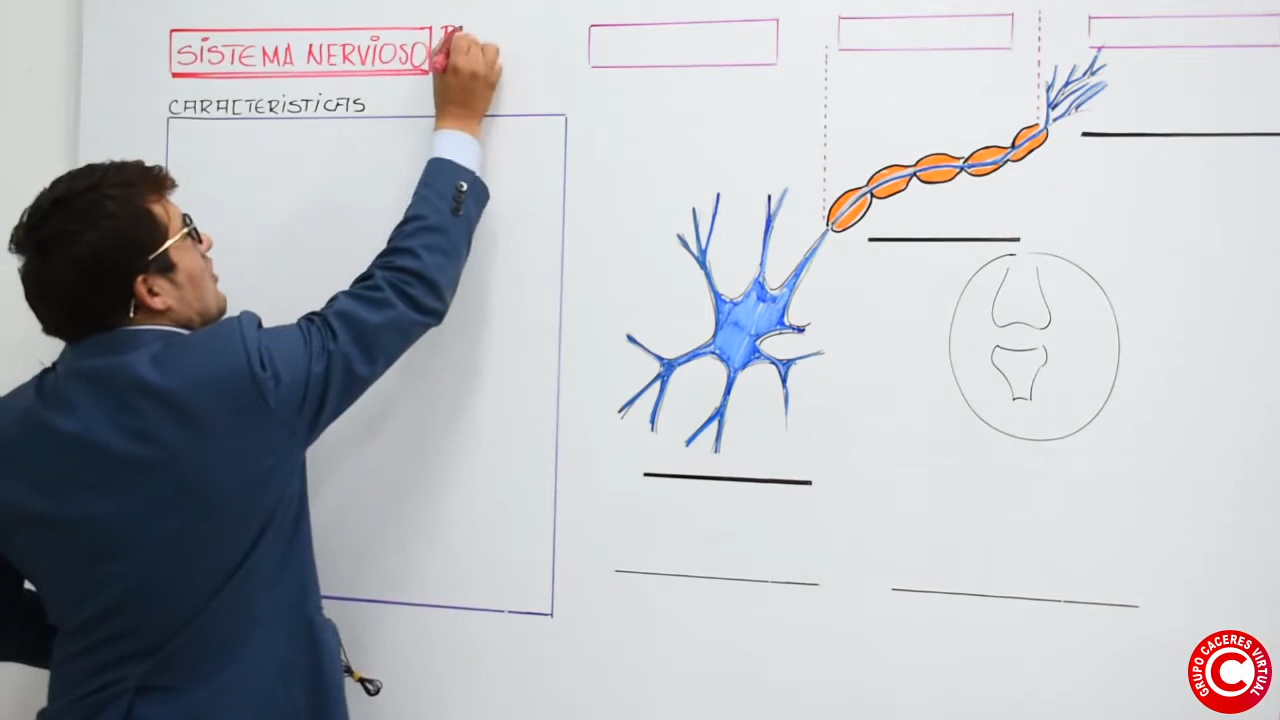 SISTEMA NERVIOSO
CARACTERISTICAS
GRUPO CACERES VIRTUAL
C